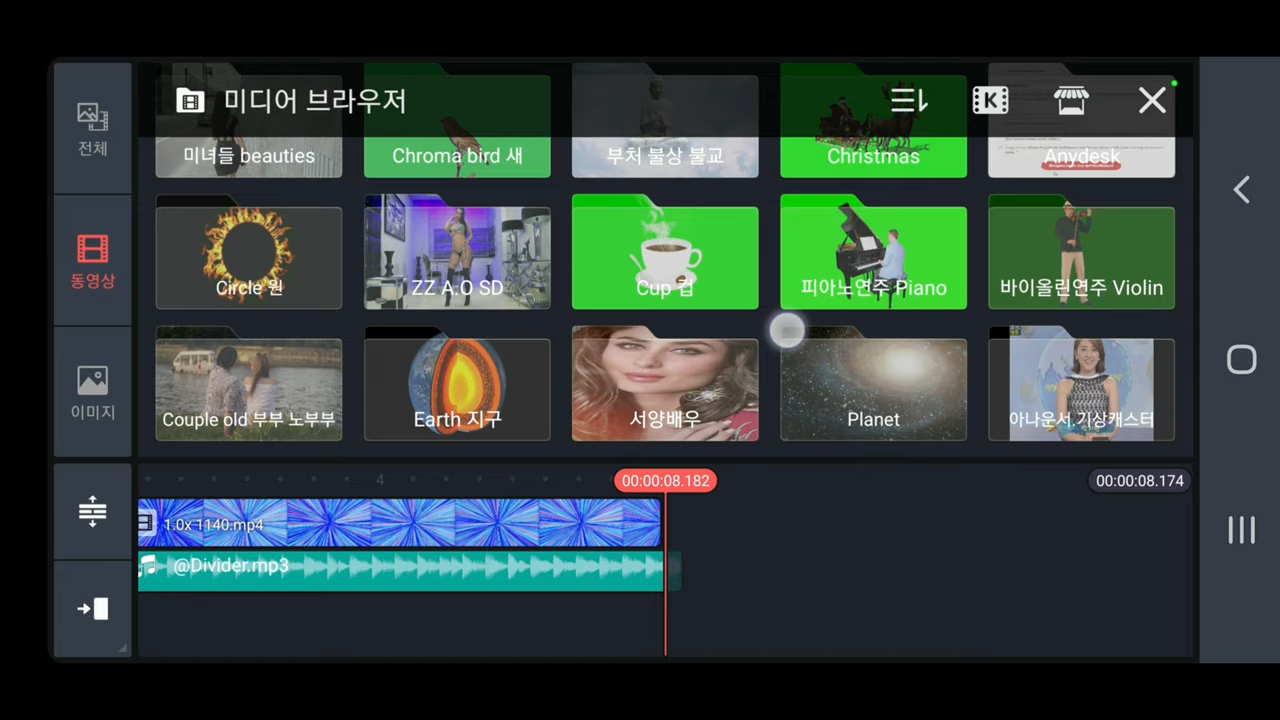 전체
동영상
이미지
미디어 브라우저
K
미녀들 beauties
Chroma bird 새
부처 불상 불교
Christmas
Anydesk
Circle 원
ZZ A.O SD
Cup 컵
피아노연주 Piano
바이올린연주 Violin
Couple old 부부 노부부
Earth 지구
서양배우
Planet
아나운서.기상캐스터
4
00:00:08.182
00:00:08.174
1.0x 1140.mp4
@Divider.mp3